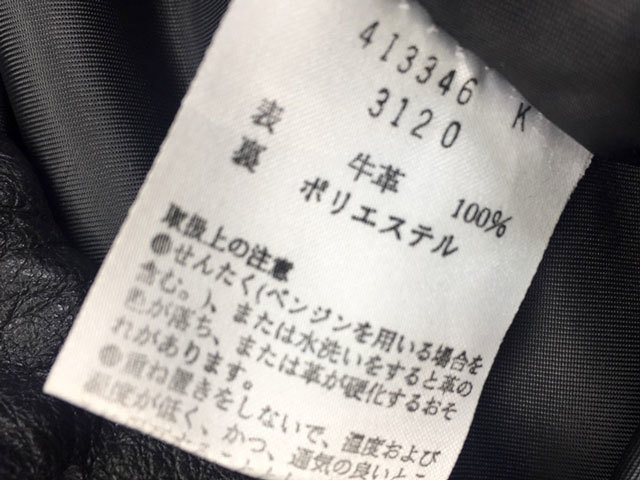 413346 K
3120
表 牛革 100%
裏 ポリエステル
取扱上の注意
●せんたく(ベンジンを用いる場合を
含む。)、または水洗いをすると革の
色が落ち、または革が硬化するおそ
れがあります。
●重ね置きをしないで、温度および
湿度が低く、かつ、通気の良いとこ